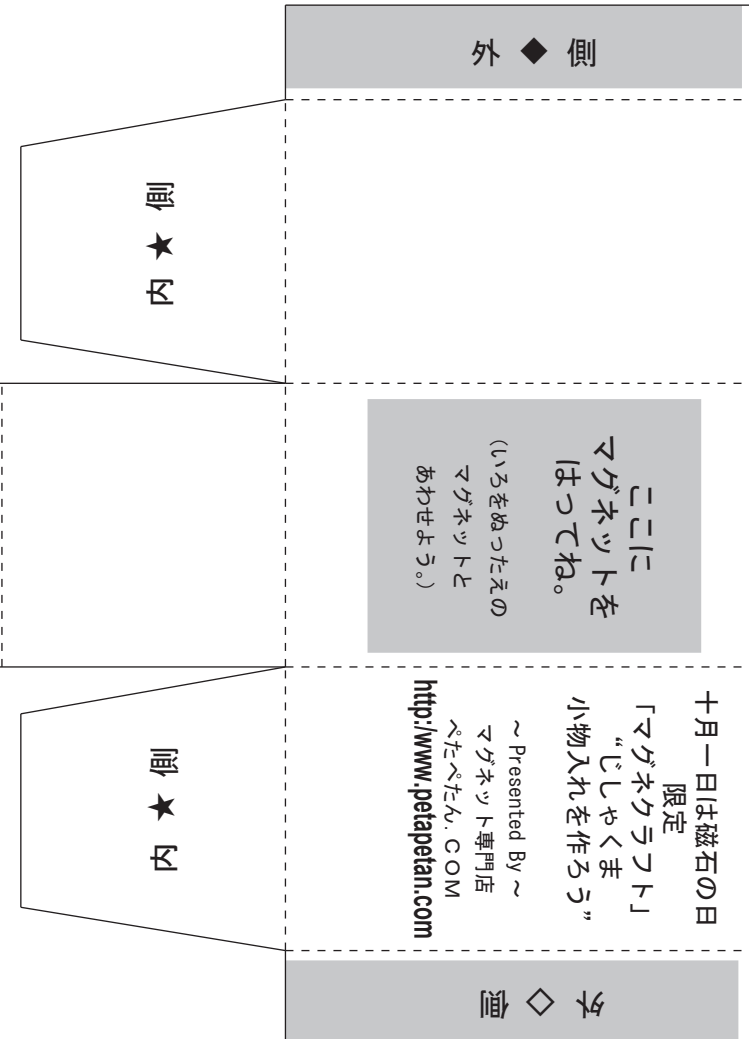 外 ◆ 側
内 ★ 側
ここに
マグネットを
はってね。
(いろをぬったえの
マグネットと
あわせよう。)
十月一日は磁石の日
限定
「マグネクラフト」
“じしゃくま
小物入れを作ろう”
~ Presented By ~
マグネット専門店
ぺたぺたん.COM
http:/www.petapetan.com
内 ★ 側
外 ◇ 側